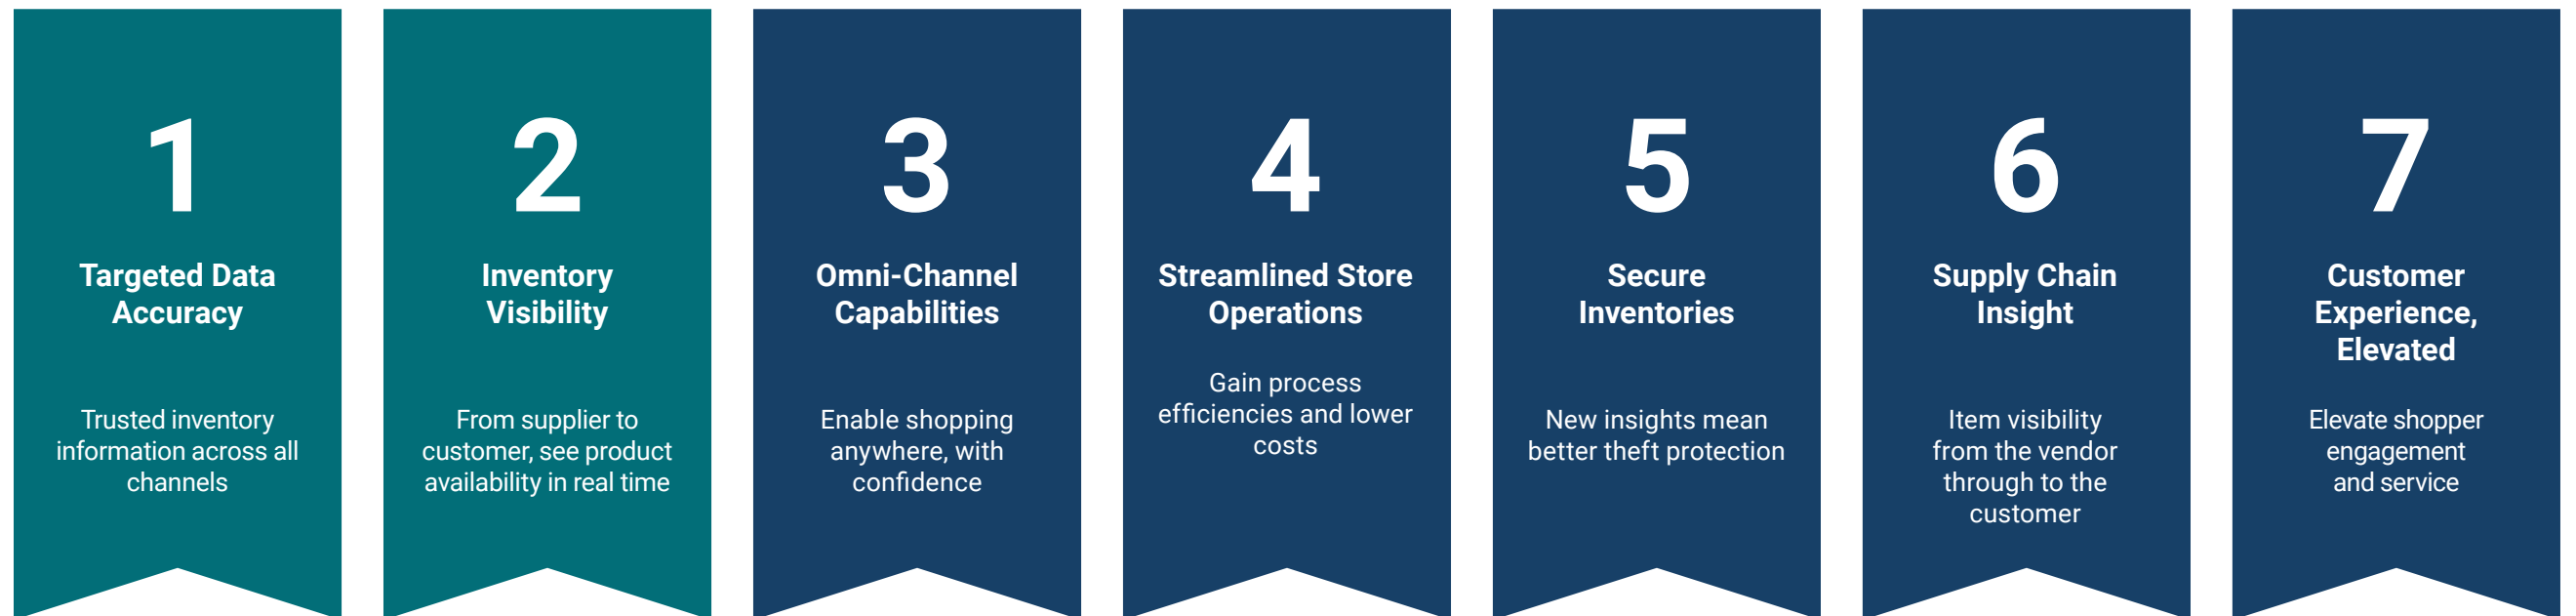 1
Targeted Data
Accuracy
Trusted inventory
information across all
channels
2
Inventory
Visibility
From supplier to
customer, see product
availability in real time
3
Omni-Channel
Capabilities
Enable shopping
anywhere, with
confidence
4
Streamlined Store
Operations
Gain process
efficiencies and lower
costs
5
Secure
Inventories
New insights mean
better theft protection
6
Supply Chain
Insight
Item visibility
from the vendor
through to the
customer
7
Customer
Experience,
Elevated
Elevate shopper
engagement
and service